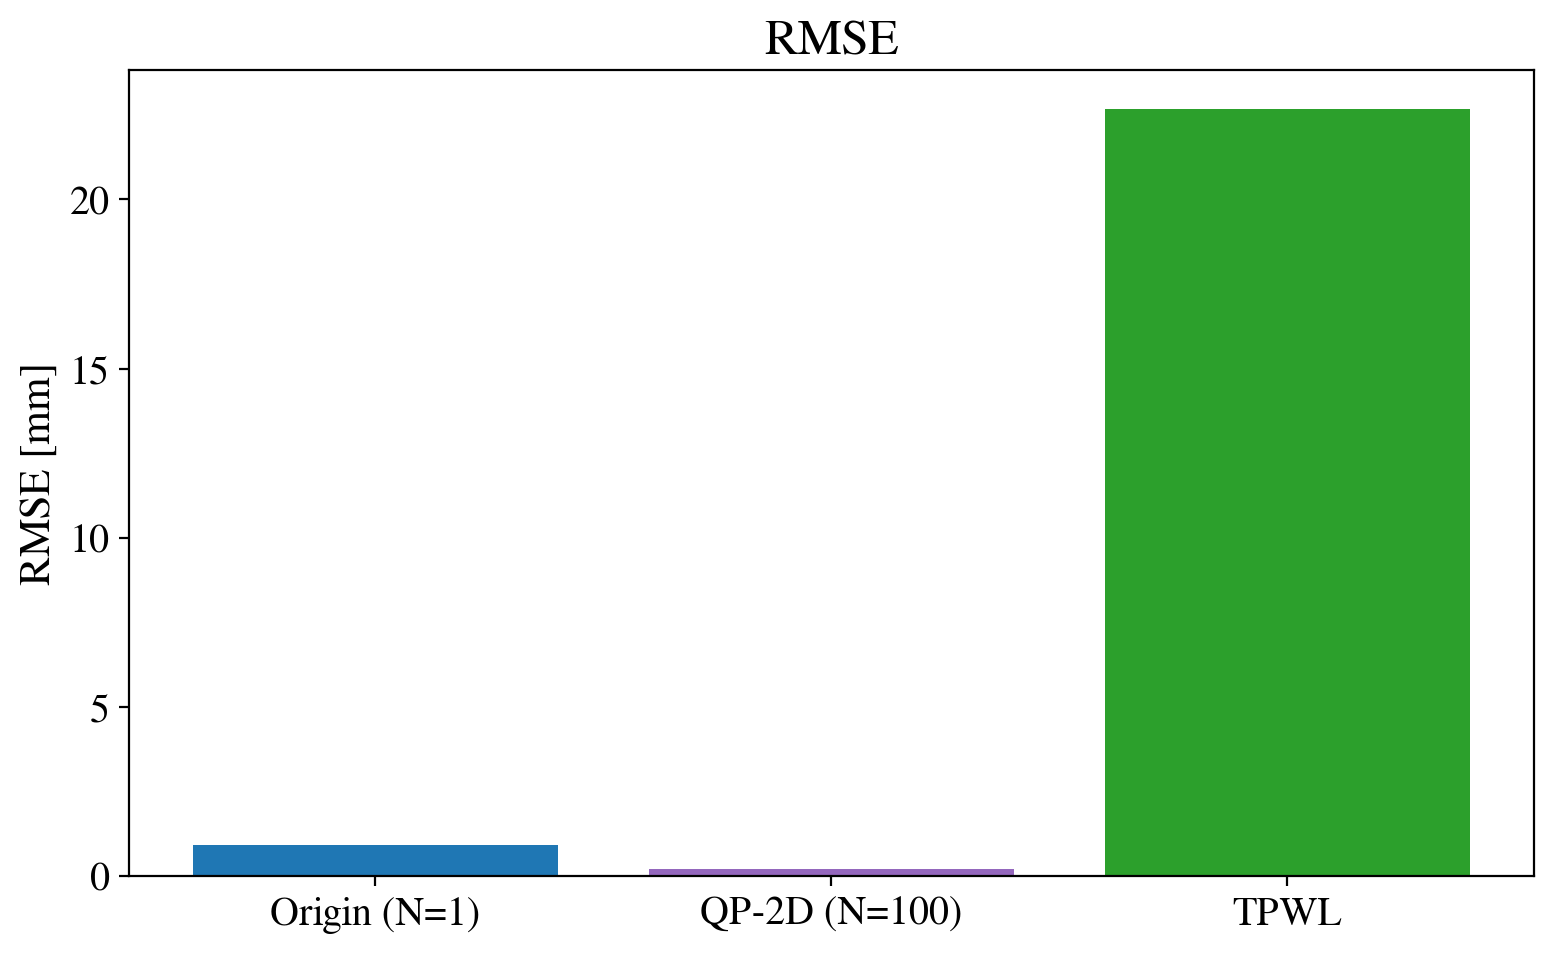 RMSE
RMSE [mm]
20
15
10
5
0
Origin (N=1)
QP-2D (N=100)
TPWL